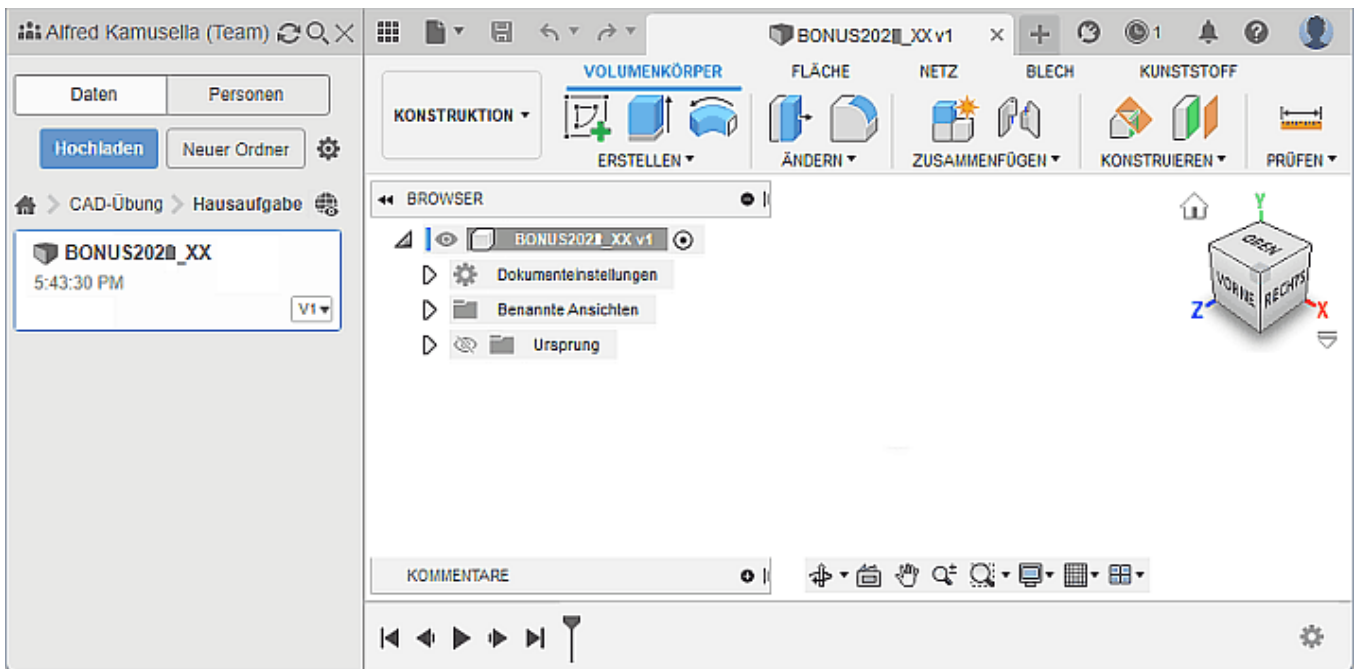 Alfred Kamusella (Team)
Daten Personen
Hochladen Neuer Ordner
CAD-Übung > Hausaufgabe
5:43:30 PM
V1
1
VOLUMENKÖRPER FLÄCHE NETZ BLECH KUNSTSTOFF
KONSTRUKTION
ERSTELLEN ÄNDERN ZUSAMMENFÜGEN KONSTRUIEREN PRÜFEN
BROWSER
Dokumenteinstellungen
Benannte Ansichten
Ursprung
Y
OBEN
VORNE RECHTS
Z X
KOMMENTARE